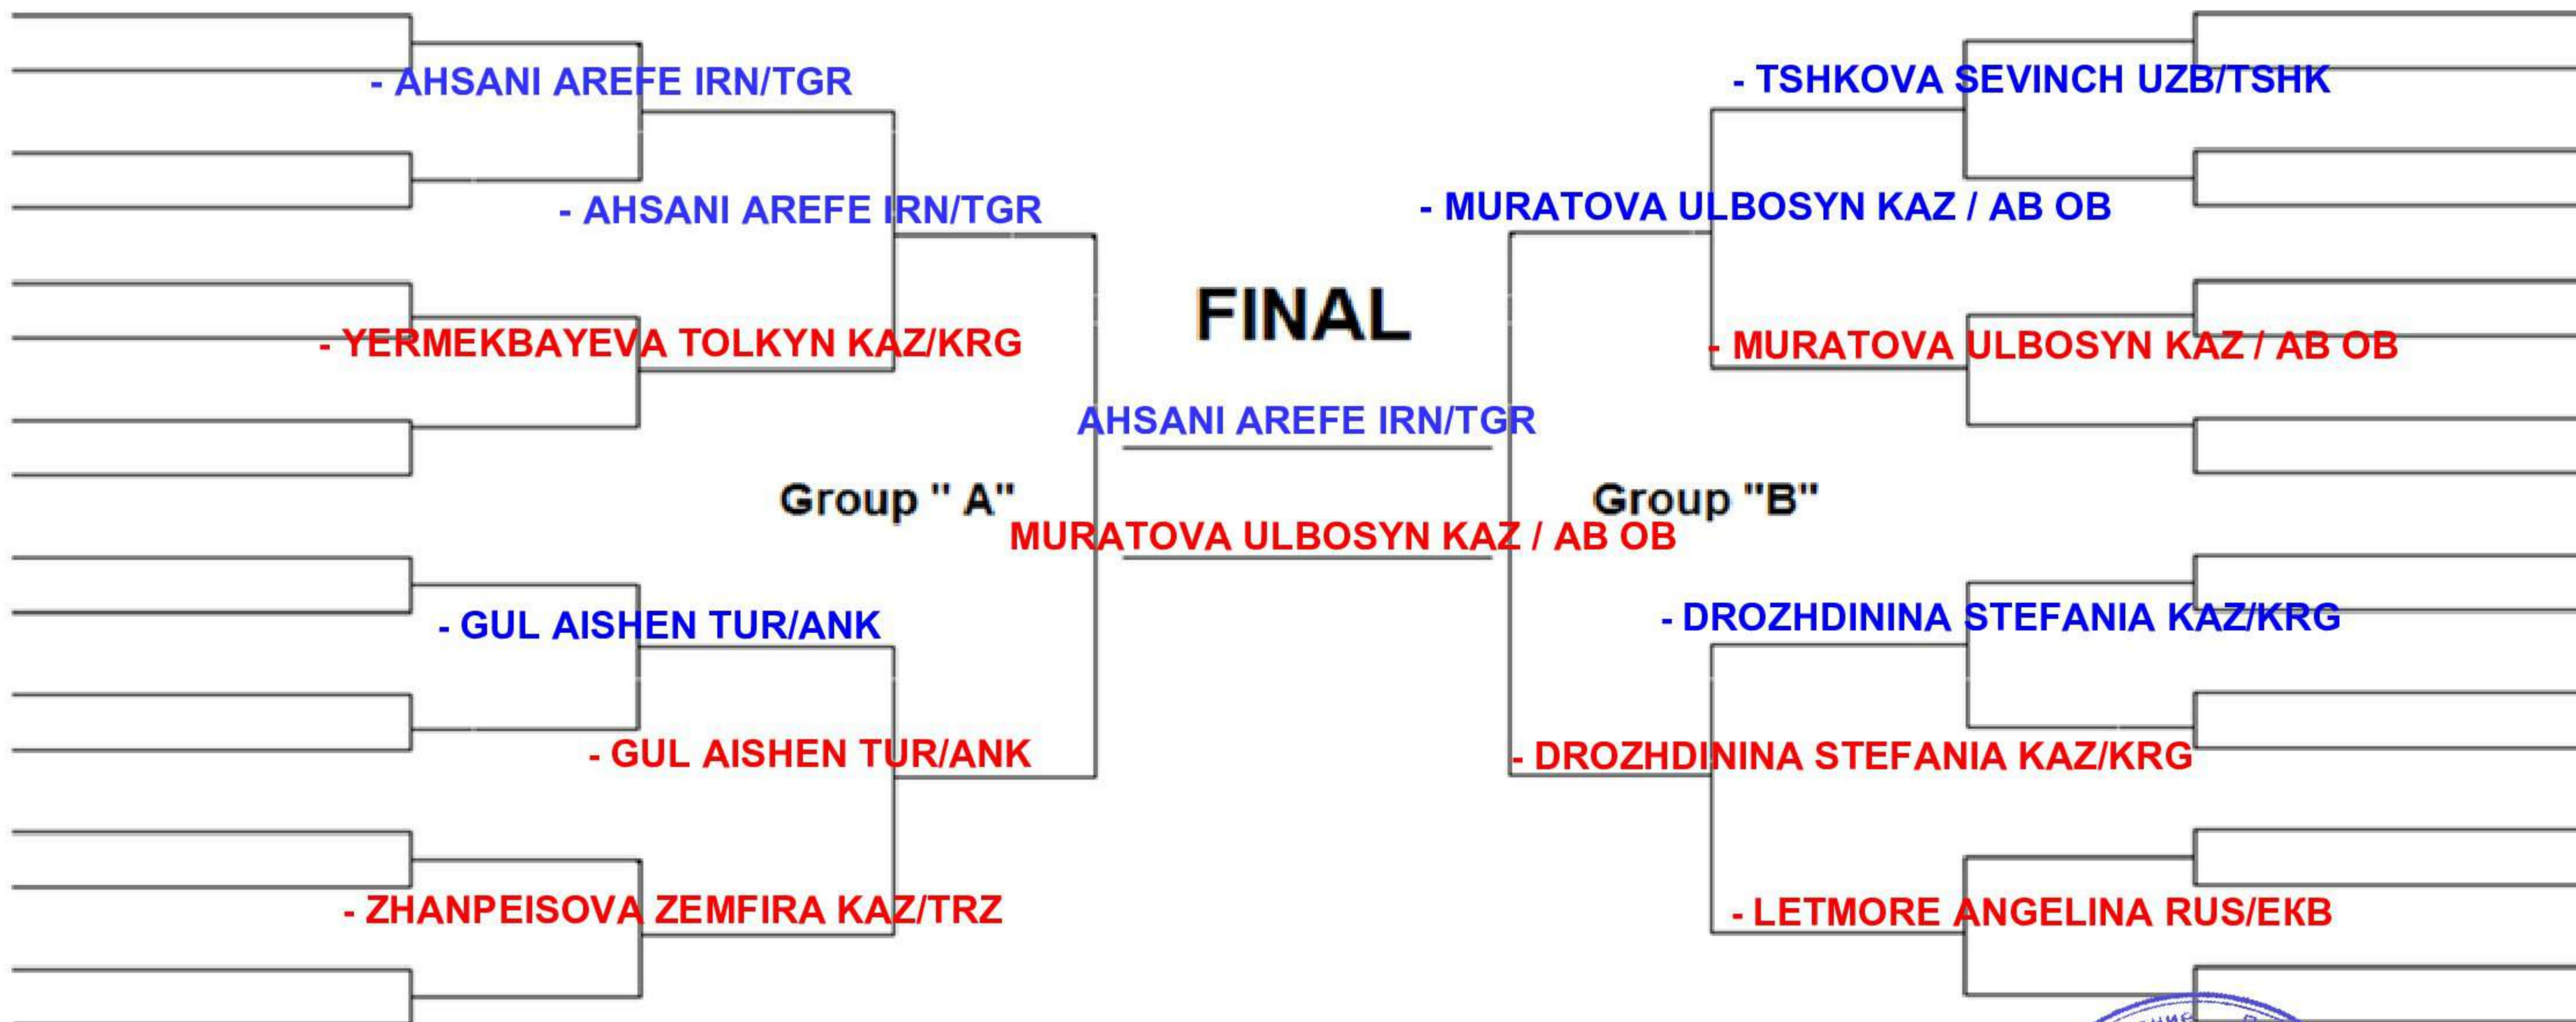 - AHSANI AREFE IRN/TGR
- AHSANI AREFE IRN/TGR
- YERMEKBAYEVA TOLKYN KAZ/KRG
Group " A"
- GUL AISHEN TUR/ANK
- GUL AISHEN TUR/ANK
- ZHANPEISOVA ZEMFIRA KAZ/TRZ
FINAL
AHSANI AREFE IRN/TGR
MURATOVA ULBOSYN KAZ / AB OB
- TSHKOVA SEVINCH UZB/TSHK
- MURATOVA ULBOSYN KAZ / AB OB
- MURATOVA ULBOSYN KAZ / AB OB
Group "B"
- DROZHDININA STEFANIA KAZ/KRG
- DROZHDININA STEFANIA KAZ/KRG
- LETMORE ANGELINA RUS/EKB